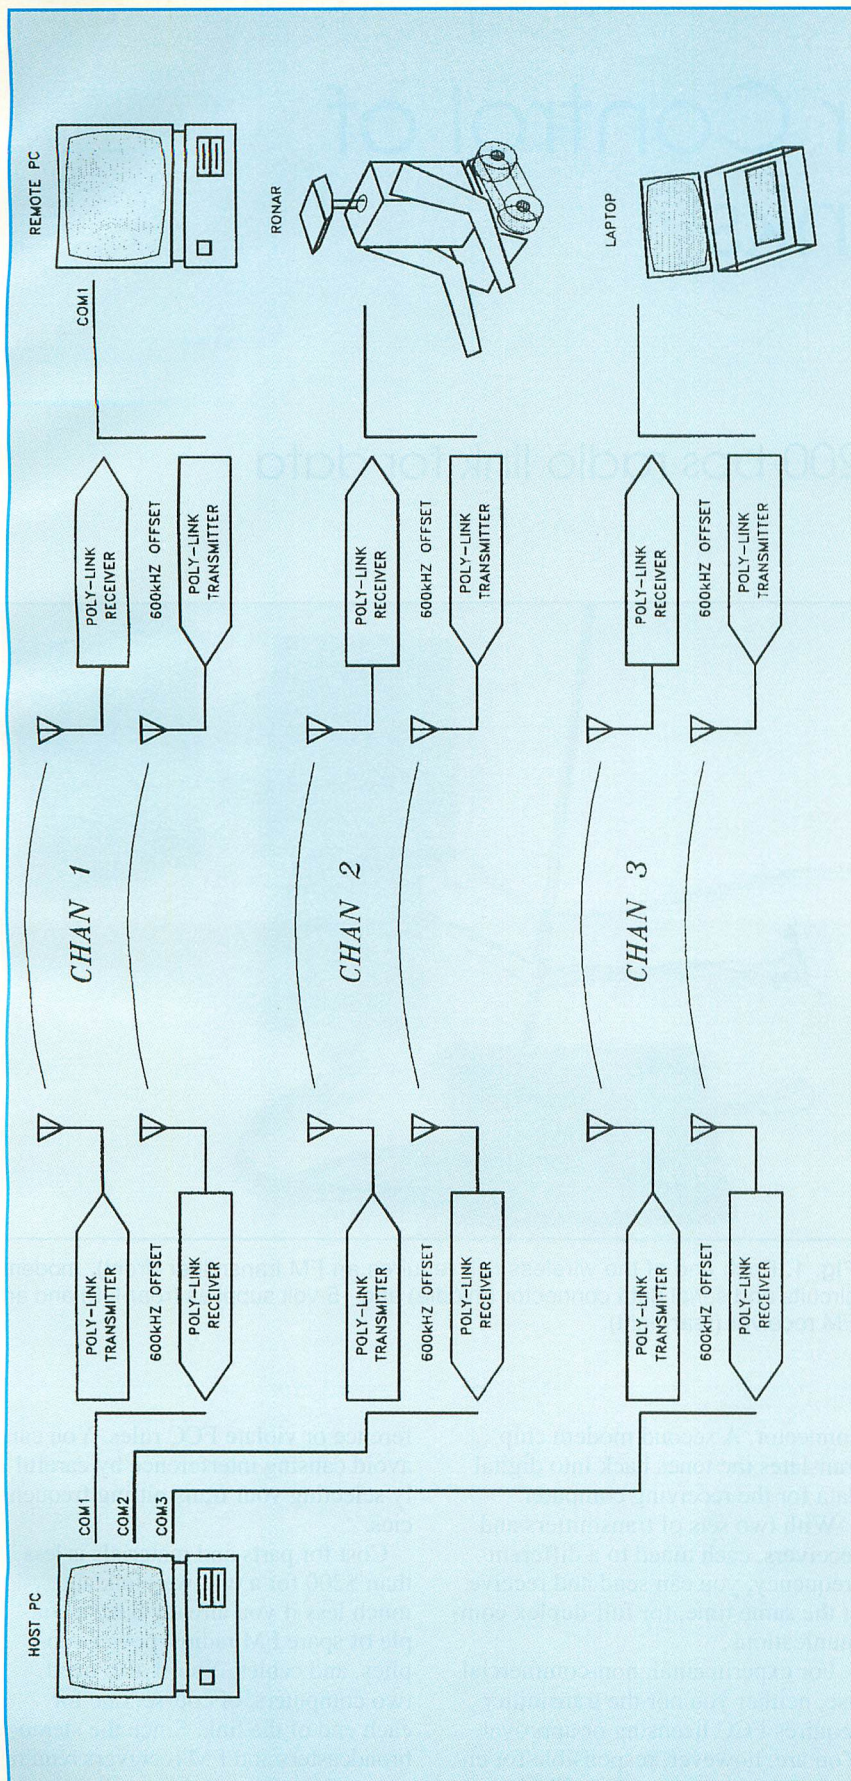 HOST PC
COM1
COM2
COM3
POLY-LINK
TRANSMITTER
600kHZ OFFSET
POLY-LINK
RECEIVER
CHAN 1
POLY-LINK
RECEIVER
600kHZ OFFSET
POLY-LINK
TRANSMITTER
COM1
REMOTE PC
POLY-LINK
TRANSMITTER
600kHZ OFFSET
POLY-LINK
RECEIVER
CHAN 2
POLY-LINK
RECEIVER
600kHZ OFFSET
POLY-LINK
TRANSMITTER
RONAR
POLY-LINK
TRANSMITTER
600kHZ OFFSET
POLY-LINK
RECEIVER
CHAN 3
POLY-LINK
RECEIVER
600kHZ OFFSET
POLY-LINK
TRANSMITTER
LAPTOP